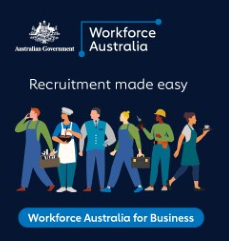 Australian Government
Workforce
Australia
Recruitment made easy
Workforce Australia for Business